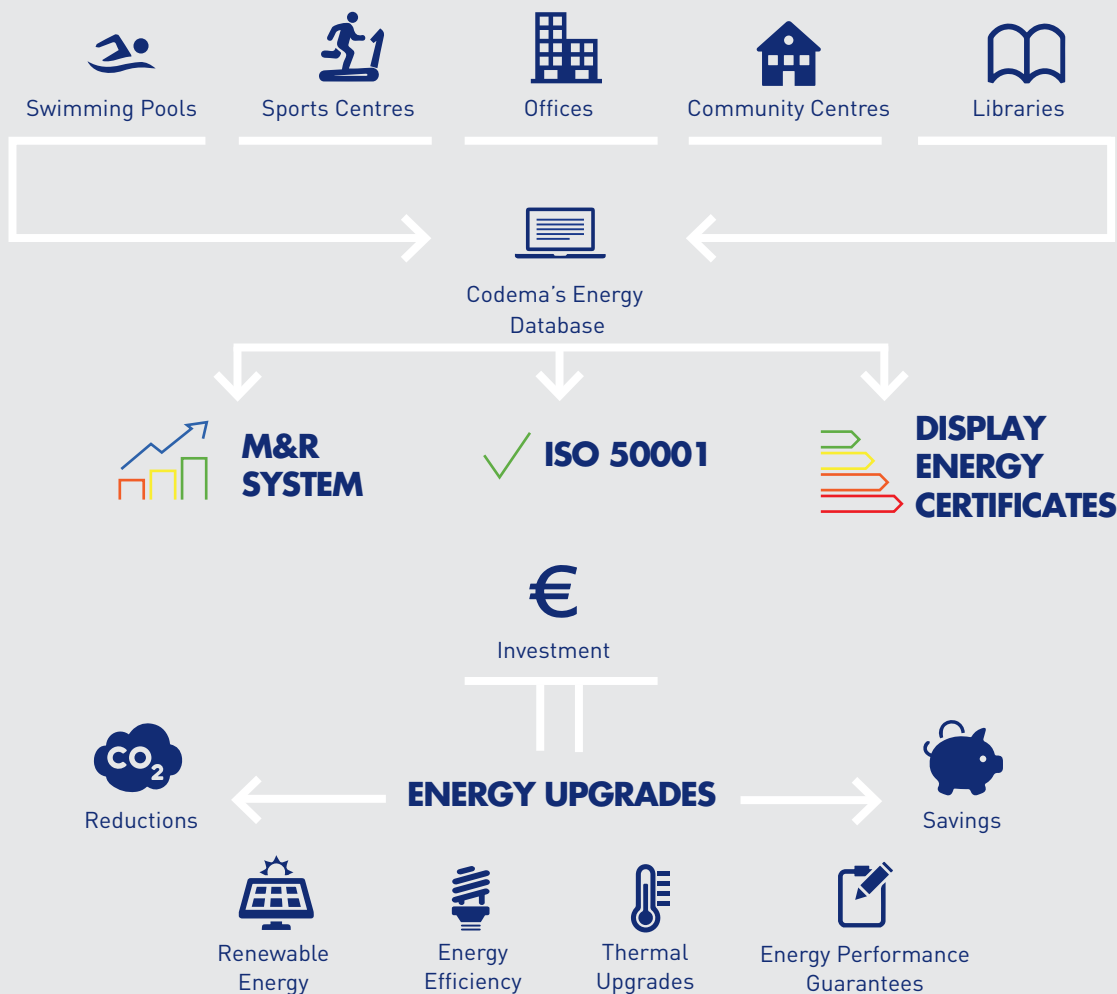 Swimming Pools
Sports Centres
Offices
Community Centres
Libraries
Codema's Energy
Database
M&R
SYSTEM
ISO 50001
DISPLAY
ENERGY
CERTIFICATES
€
Investment
CO2
Reductions
ENERGY UPGRADES
Savings
Renewable
Energy
Energy
Efficiency
Thermal
Upgrades
Energy Performance
Guarantees